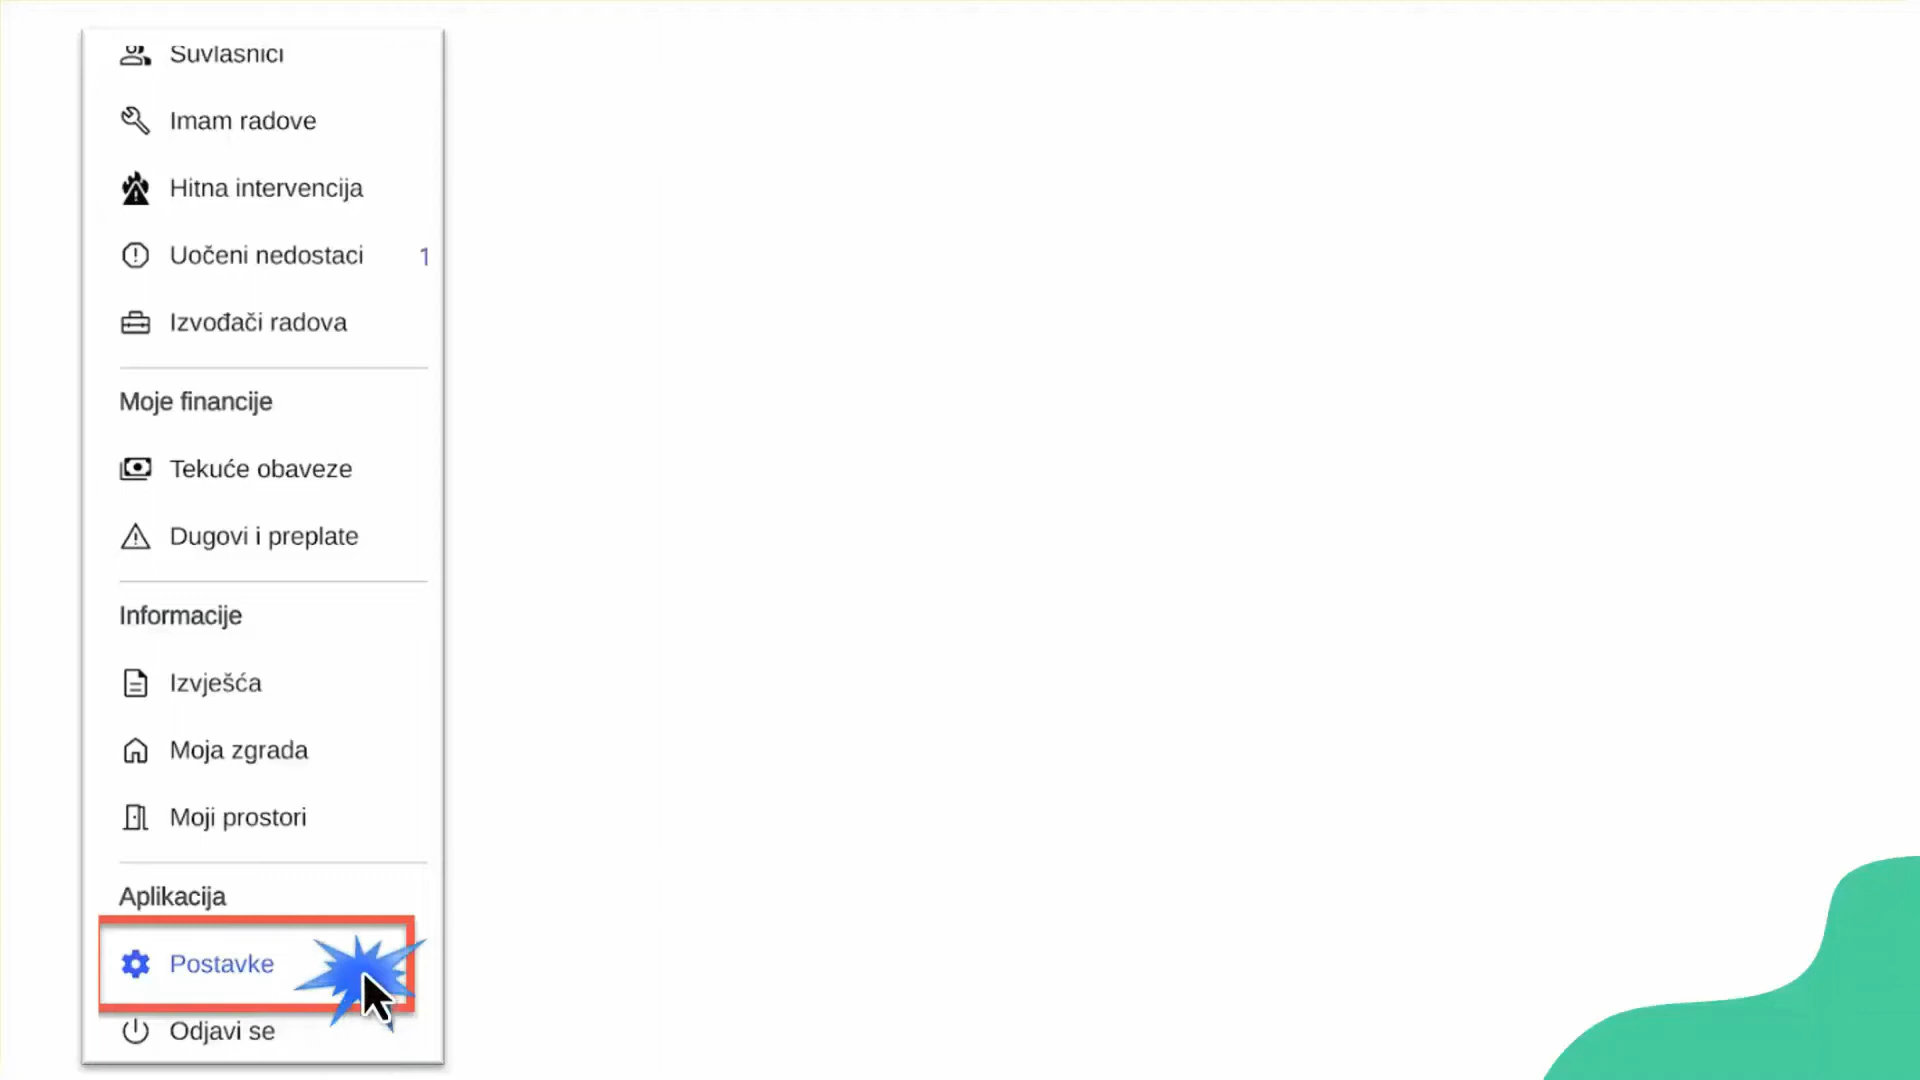 Suvlasnici
Imam radove
Hitna intervencija
Uočeni nedostaci 1
Izvođači radova
Moje financije
Tekuće obaveze
Dugovi i preplate
Informacije
Izvješća
Moja zgrada
Moji prostori
Aplikacija
Postavke
Odjavi se